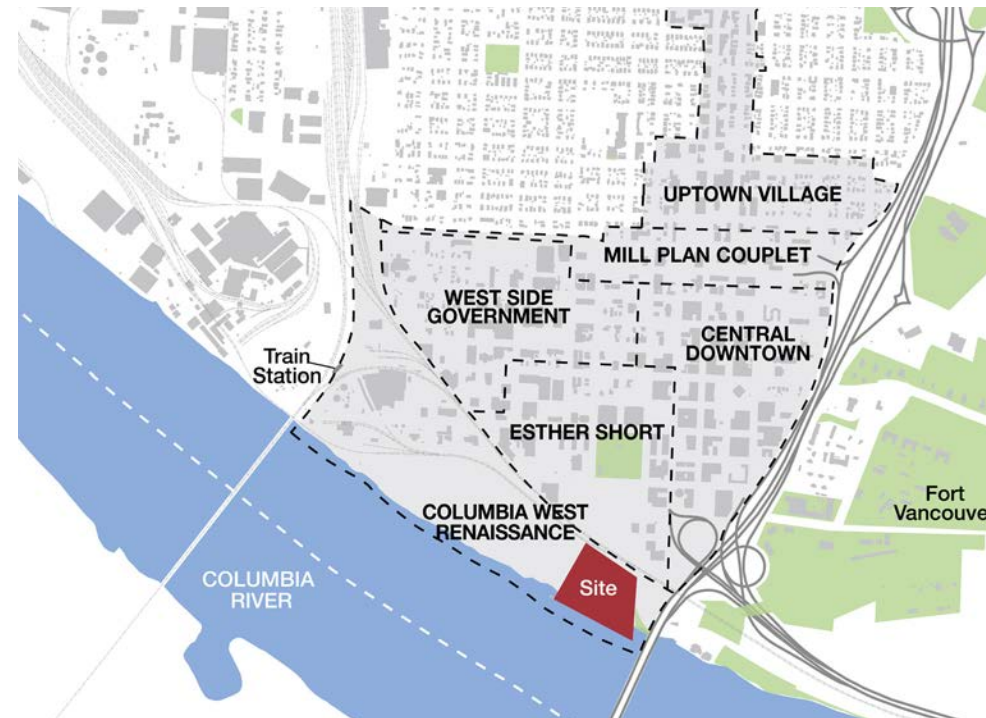 UPTOWN VILLAGE
MILL PLAN COUPLET
WEST SIDE
GOVERNMENT
CENTRAL
DOWNTOWN
Train
Station
ESTHER SHORT
Fort
Vancouve
COLUMBIA WEST
RENAISSANCE
COLUMBIA
RIVER
Site